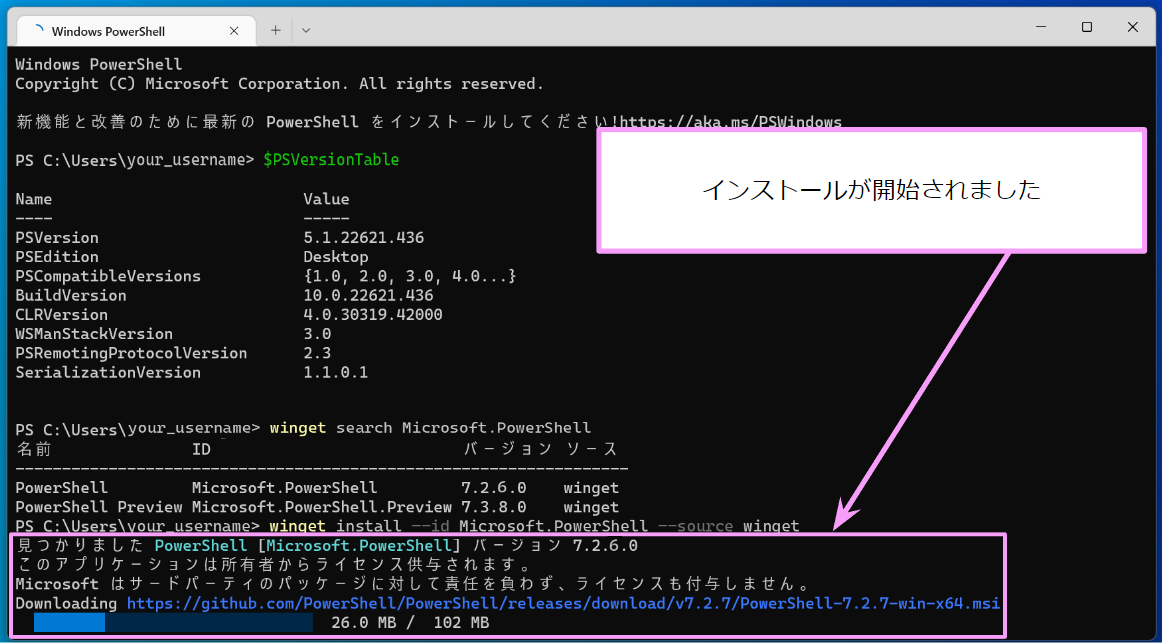 Windows PowerShell
Windows PowerShell
Copyright (C) Microsoft Corporation. All rights reserved.
新機能と改善のために最新の PowerShell をインストールしてください!https://aka.ms/PSWindows
PS C:\Users\your_username> $PSVersionTable
インストールが開始されました
Name Value
---- -----
PSVersion 5.1.22621.436
PSEdition Desktop
PSCompatibleVersions {1.0, 2.0, 3.0, 4.0...}
BuildVersion 10.0.22621.436
CLRVersion 4.0.30319.42000
WSManStackVersion 3.0
PSRemotingProtocolVersion 2.3
SerializationVersion 1.1.0.1
PS C:\Users\your_username> winget search Microsoft.PowerShell
名前 ID バージョン ソース
------------------------------------------------------------------
PowerShell Microsoft.PowerShell 7.2.6.0 winget
PowerShell Preview Microsoft.PowerShell.Preview 7.3.8.0 winget
PS C:\Users\your_username> winget install --id Microsoft.PowerShell --source winget
見つかりました PowerShell [Microsoft.PowerShell] バージョン 7.2.6.0
このアプリケーションは所有者からライセンス供与されます。
Microsoft はサードパーティのパッケージに対して責任を負わず、ライセンスも付与しません。
Downloading https://github.com/PowerShell/PowerShell/releases/download/v7.2.7/PowerShell-7.2.7-win-x64.msi
26.0 MB / 102 MB